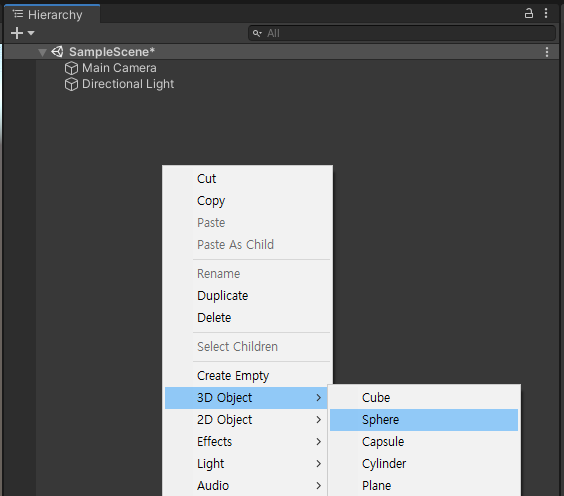 Hierarchy
All
SampleScene*
Main Camera
Directional Light
Cut
Copy
Paste
Paste As Child
Rename
Duplicate
Delete
Select Children
Create Empty
3D Object
2D Object
Effects
Light
Audio
Cube
Sphere
Capsule
Cylinder
Plane